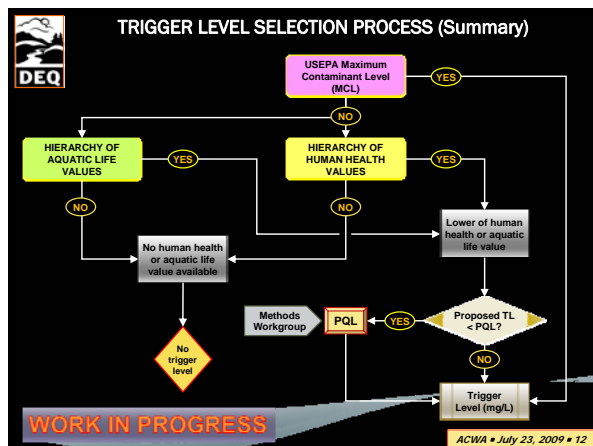 TRIGGER LEVEL SELECTION PROCESS (Summary)
DEQ
USEPA Maximum
Contaminant Level
(MCL)
YES
NO
HIERARCHY OF
AQUATIC LIFE
VALUES
YES
HIERARCHY OF
HUMAN HEALTH
VALUES
YES
NO
NO
Lower of human
health or aquatic
life value
No human health
or aquatic life
value available
Methods
Workgroup
PQL
YES
Proposed TL
< PQL?
No
trigger
level
NO
Trigger
Level (mg/L)
WORK IN PROGRESS
ACWA ▪ July 23, 2009 ▪ 12